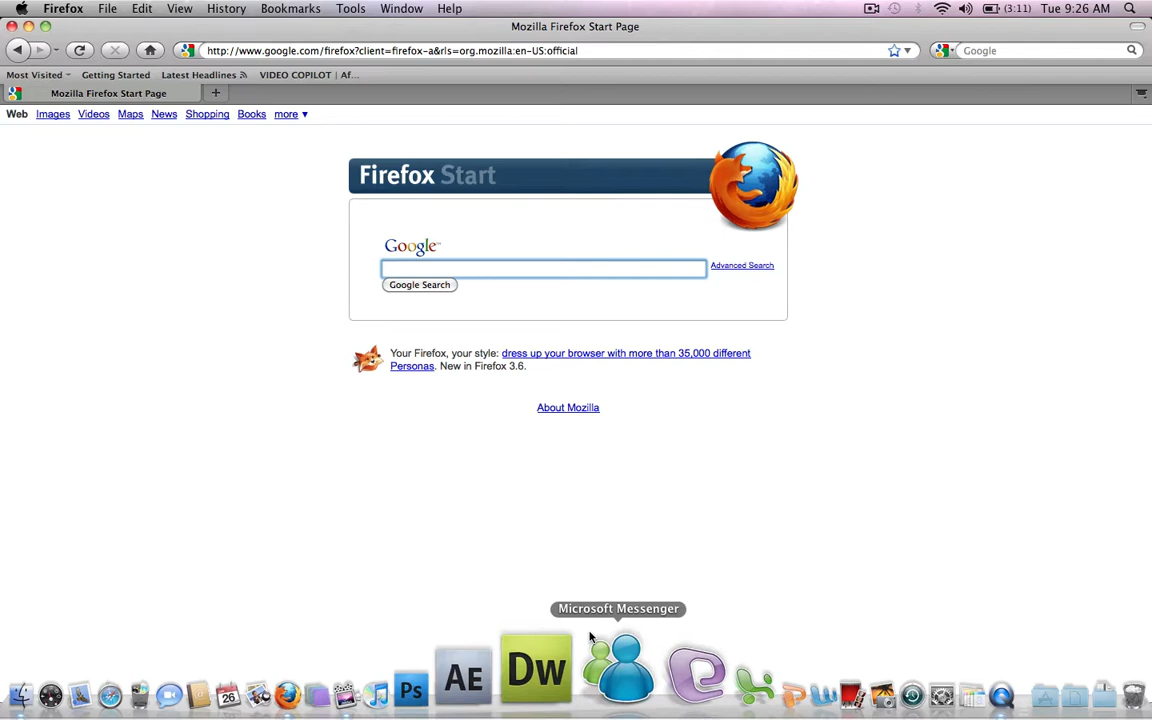 Firefox File Edit View History Bookmarks Tools Window Help (3:11) Tue 9:26 AM
Mozilla Firefox Start Page
http://www.google.com/firefox?client=firefox-a&rls=org.mozilla:en-US:official Google
Most Visited Getting Started Latest Headlines VIDEO COPILOT | Af...
Mozilla Firefox Start Page
Web Images Videos Maps News Shopping Books more ▼
Firefox Start
Google™
Advanced Search
Google Search
Your Firefox, your style: dress up your browser with more than 35,000 different
Personas. New in Firefox 3.6.
About Mozilla
Microsoft Messenger
26 Ps AE Dw